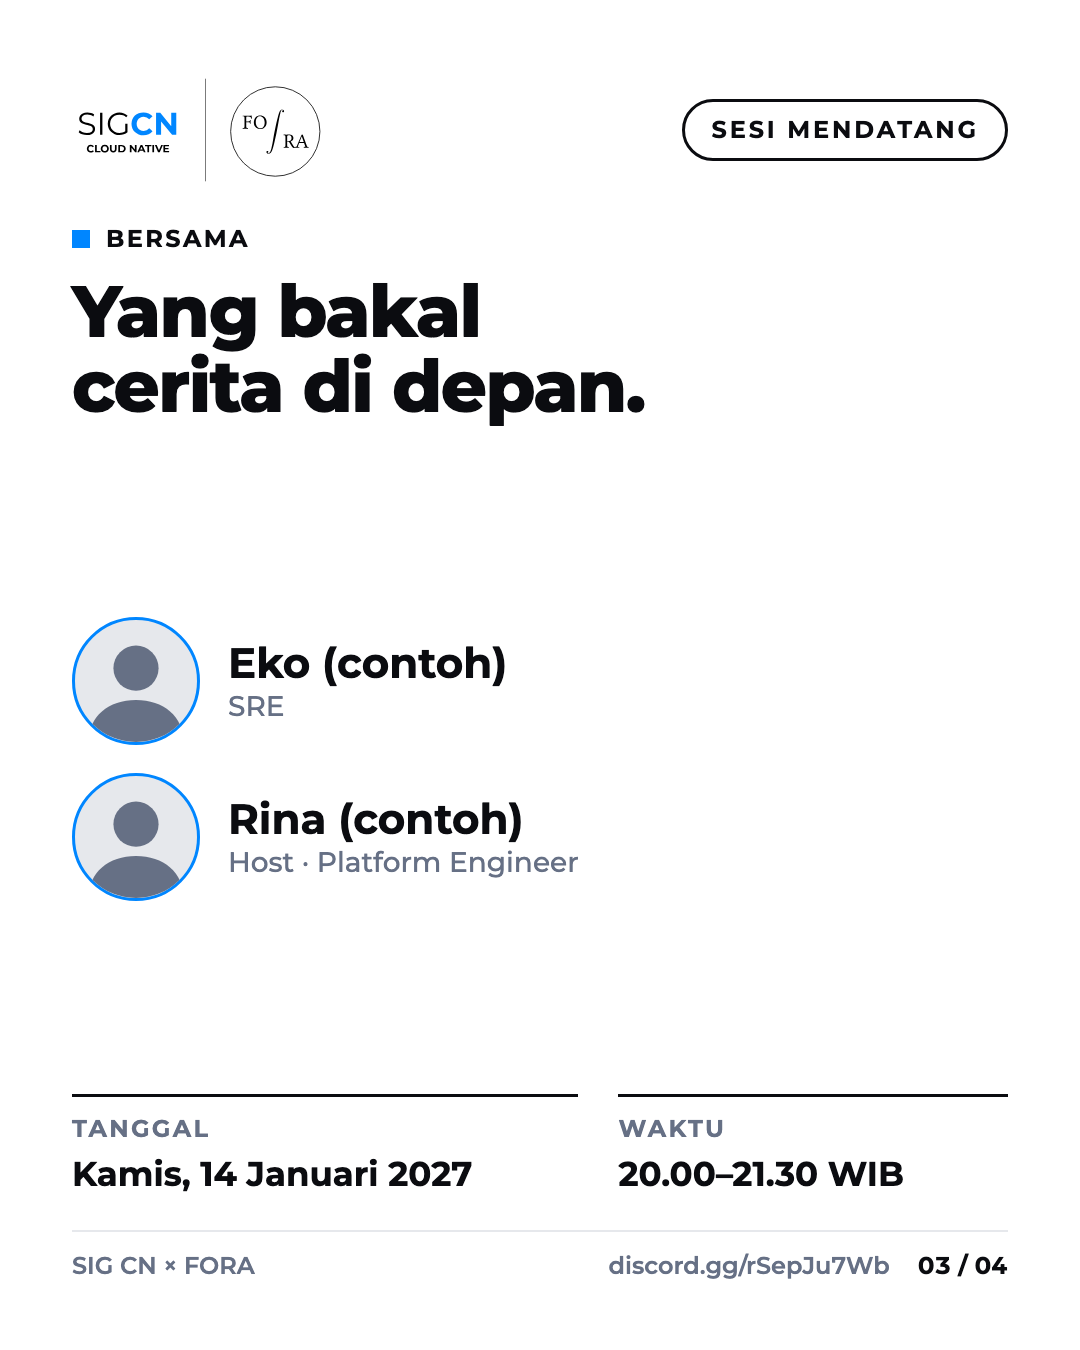 SIGCN
CLOUD NATIVE
FO∫RA
SESI MENDATANG
BERSAMA
Yang bakal
cerita di depan.
Eko (contoh)
SRE
Rina (contoh)
Host · Platform Engineer
TANGGAL
Kamis, 14 Januari 2027
WAKTU
20.00–21.30 WIB
SIG CN × FORA
discord.gg/rSepJu7Wb
03 / 04